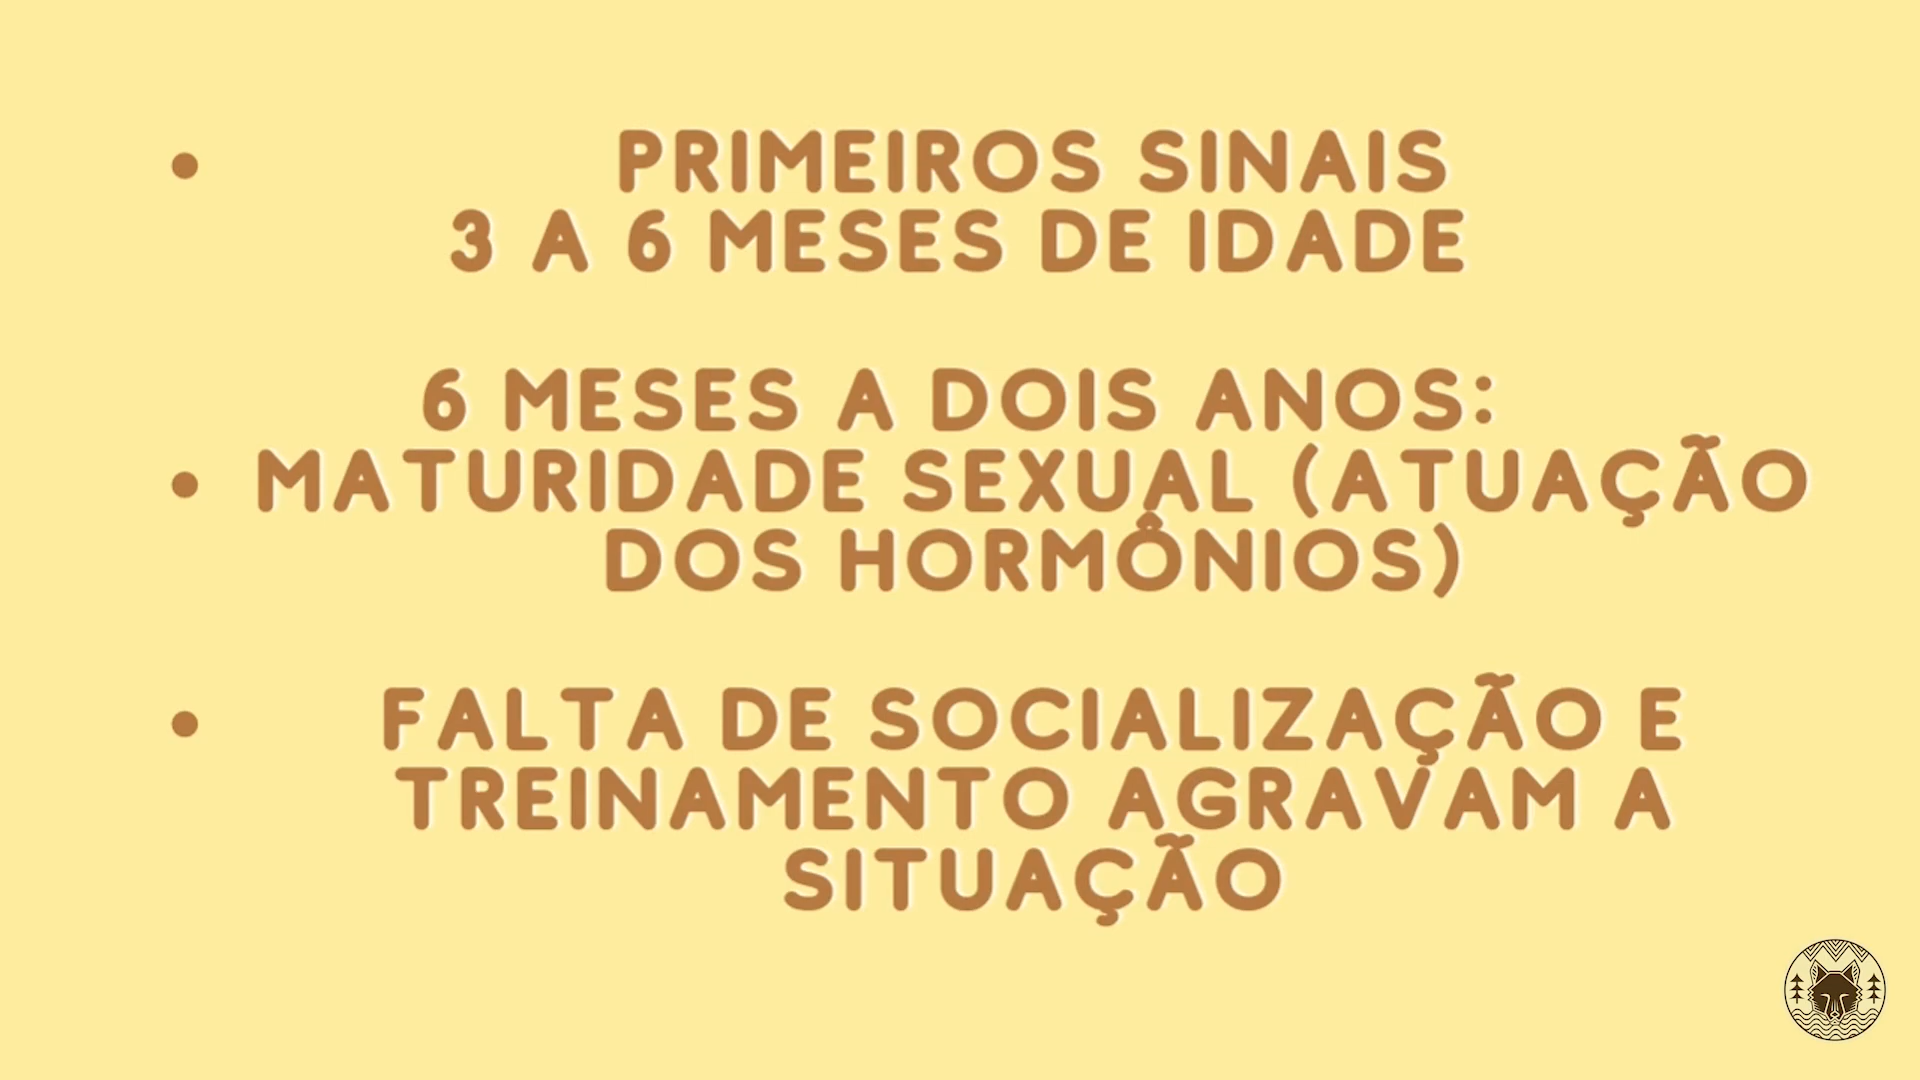 • PRIMEIROS SINAIS
3 A 6 MESES DE IDADE
6 MESES A DOIS ANOS:
• MATURIDADE SEXUAL (ATUAÇÃO
DOS HORMÔNIOS)
• FALTA DE SOCIALIZAÇÃO E
TREINAMENTO AGRAVAM A
SITUAÇÃO